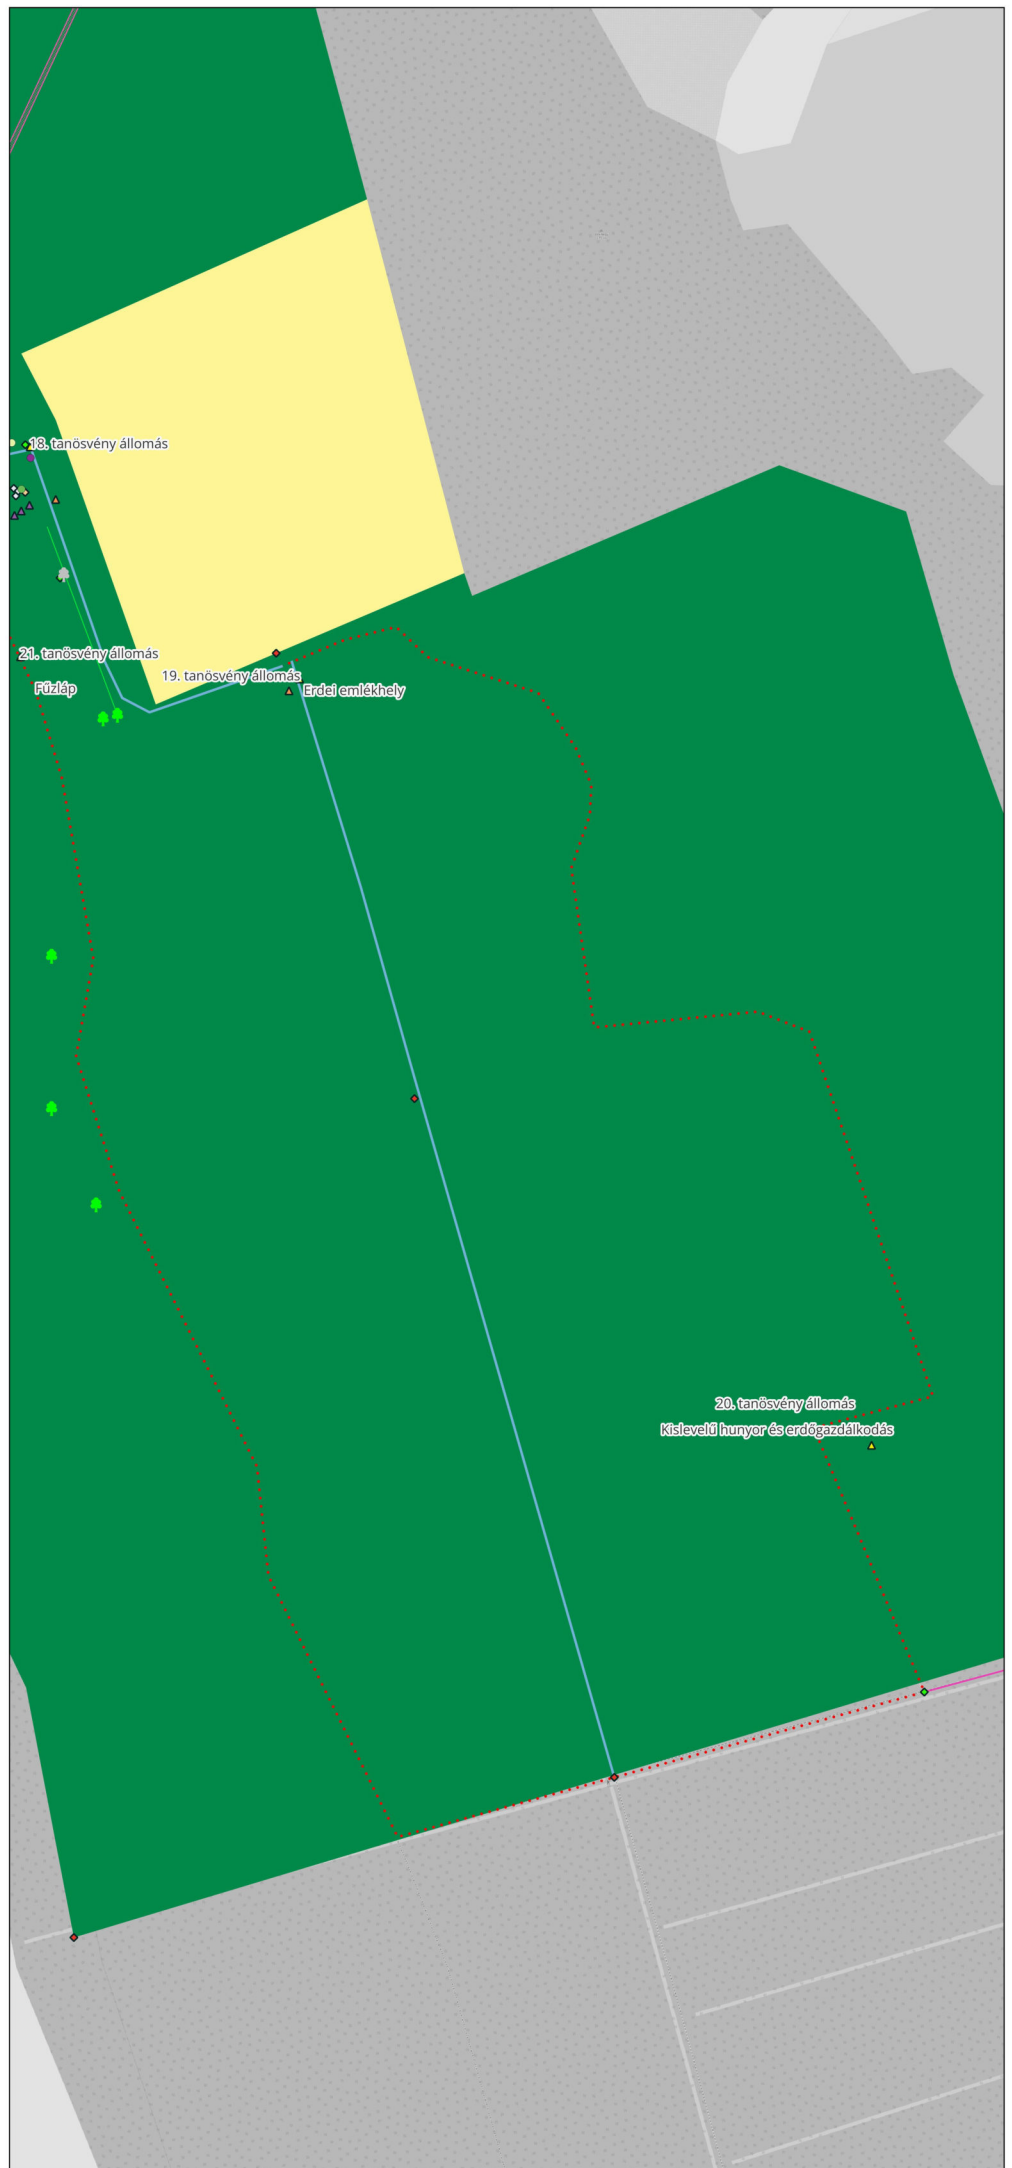 18. tanösvény állomás
21. tanösvény állomás
Fűzláp
19. tanösvény állomás
Erdei emlékhely
20. tanösvény állomás
Kislevelű hunyor és erdőgazdálkodás